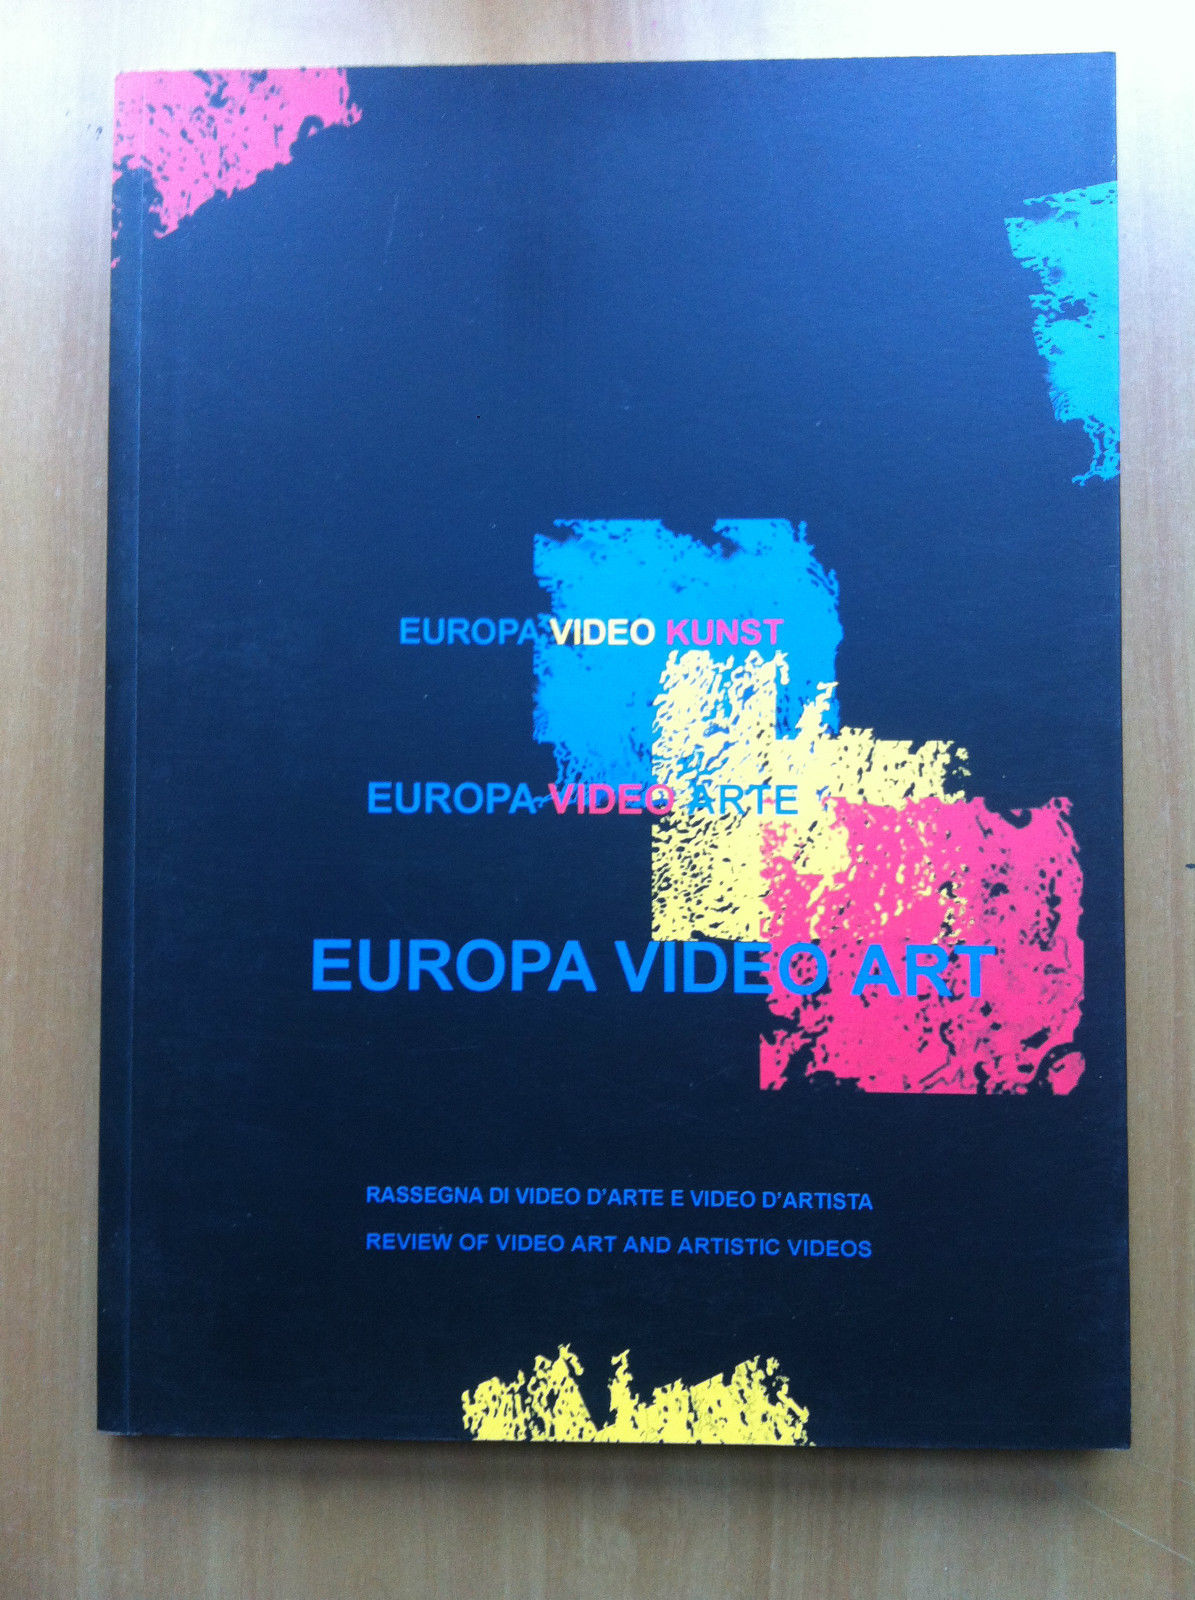 EUROPA VIDEO KUNST
EUROPA VIDEO ARTE
EUROPA VIDEO ART
RASSEGNA DI VIDEO D'ARTE E VIDEO D'ARTISTA
REVIEW OF VIDEO ART AND ARTISTIC VIDEOS